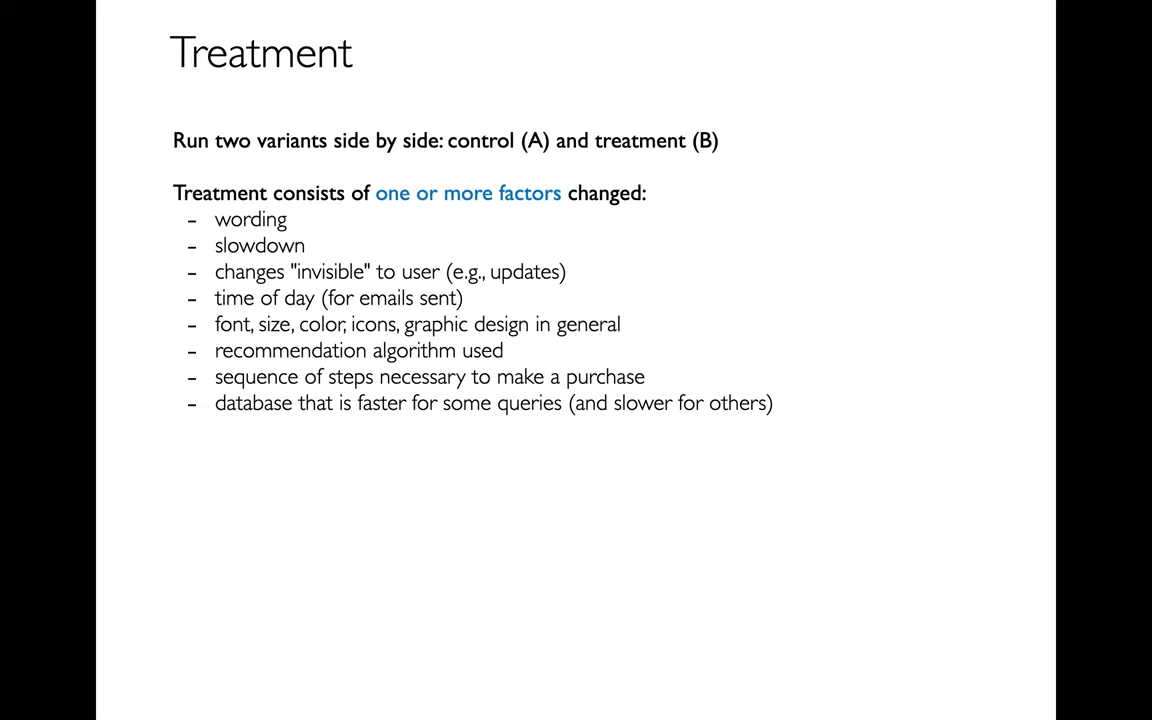 Treatment
Run two variants side by side: control (A) and treatment (B)
Treatment consists of one or more factors changed:
- wording
- slowdown
- changes "invisible" to user (e.g., updates)
- time of day (for emails sent)
- font, size, color, icons, graphic design in general
- recommendation algorithm used
- sequence of steps necessary to make a purchase
- database that is faster for some queries (and slower for others)